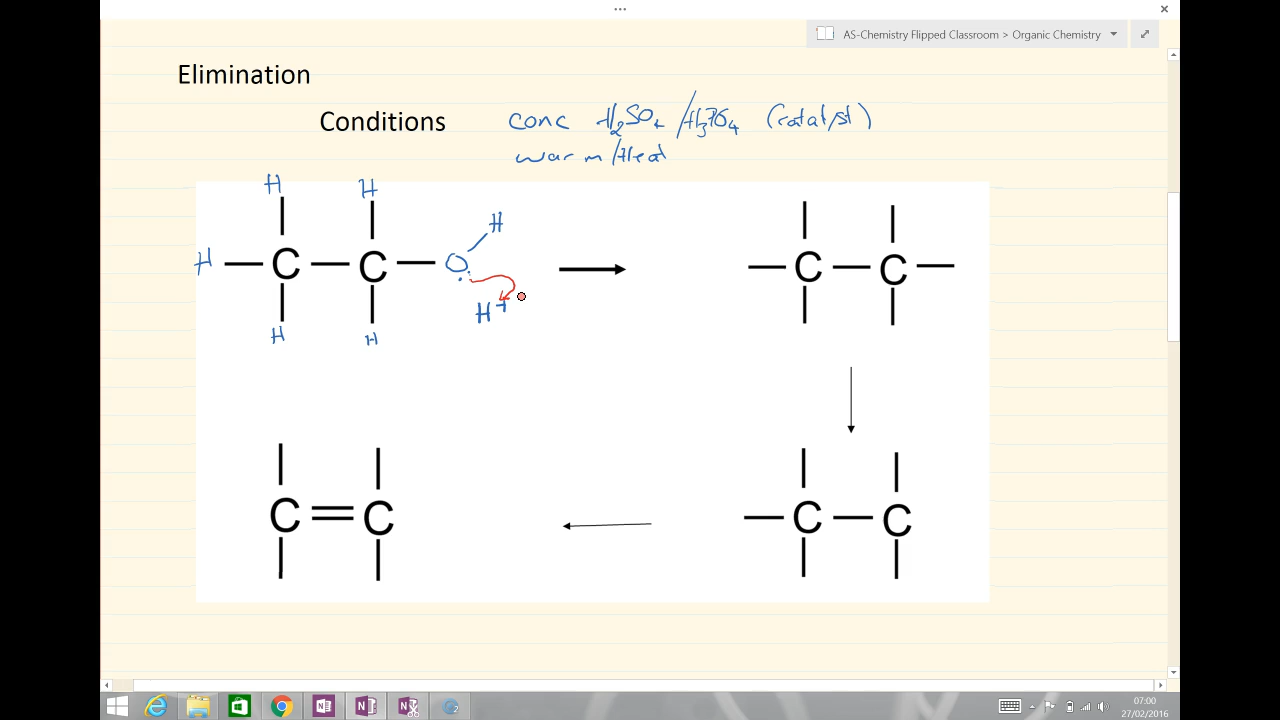 AS-Chemistry Flipped Classroom > Organic Chemistry
Elimination
Conditions conc H₂SO₄/H₃PO₄ (catalyst)
warm/Heat
H H H
H C C O
H⁺
H H
C C
C C
C C
07:00
27/02/2016